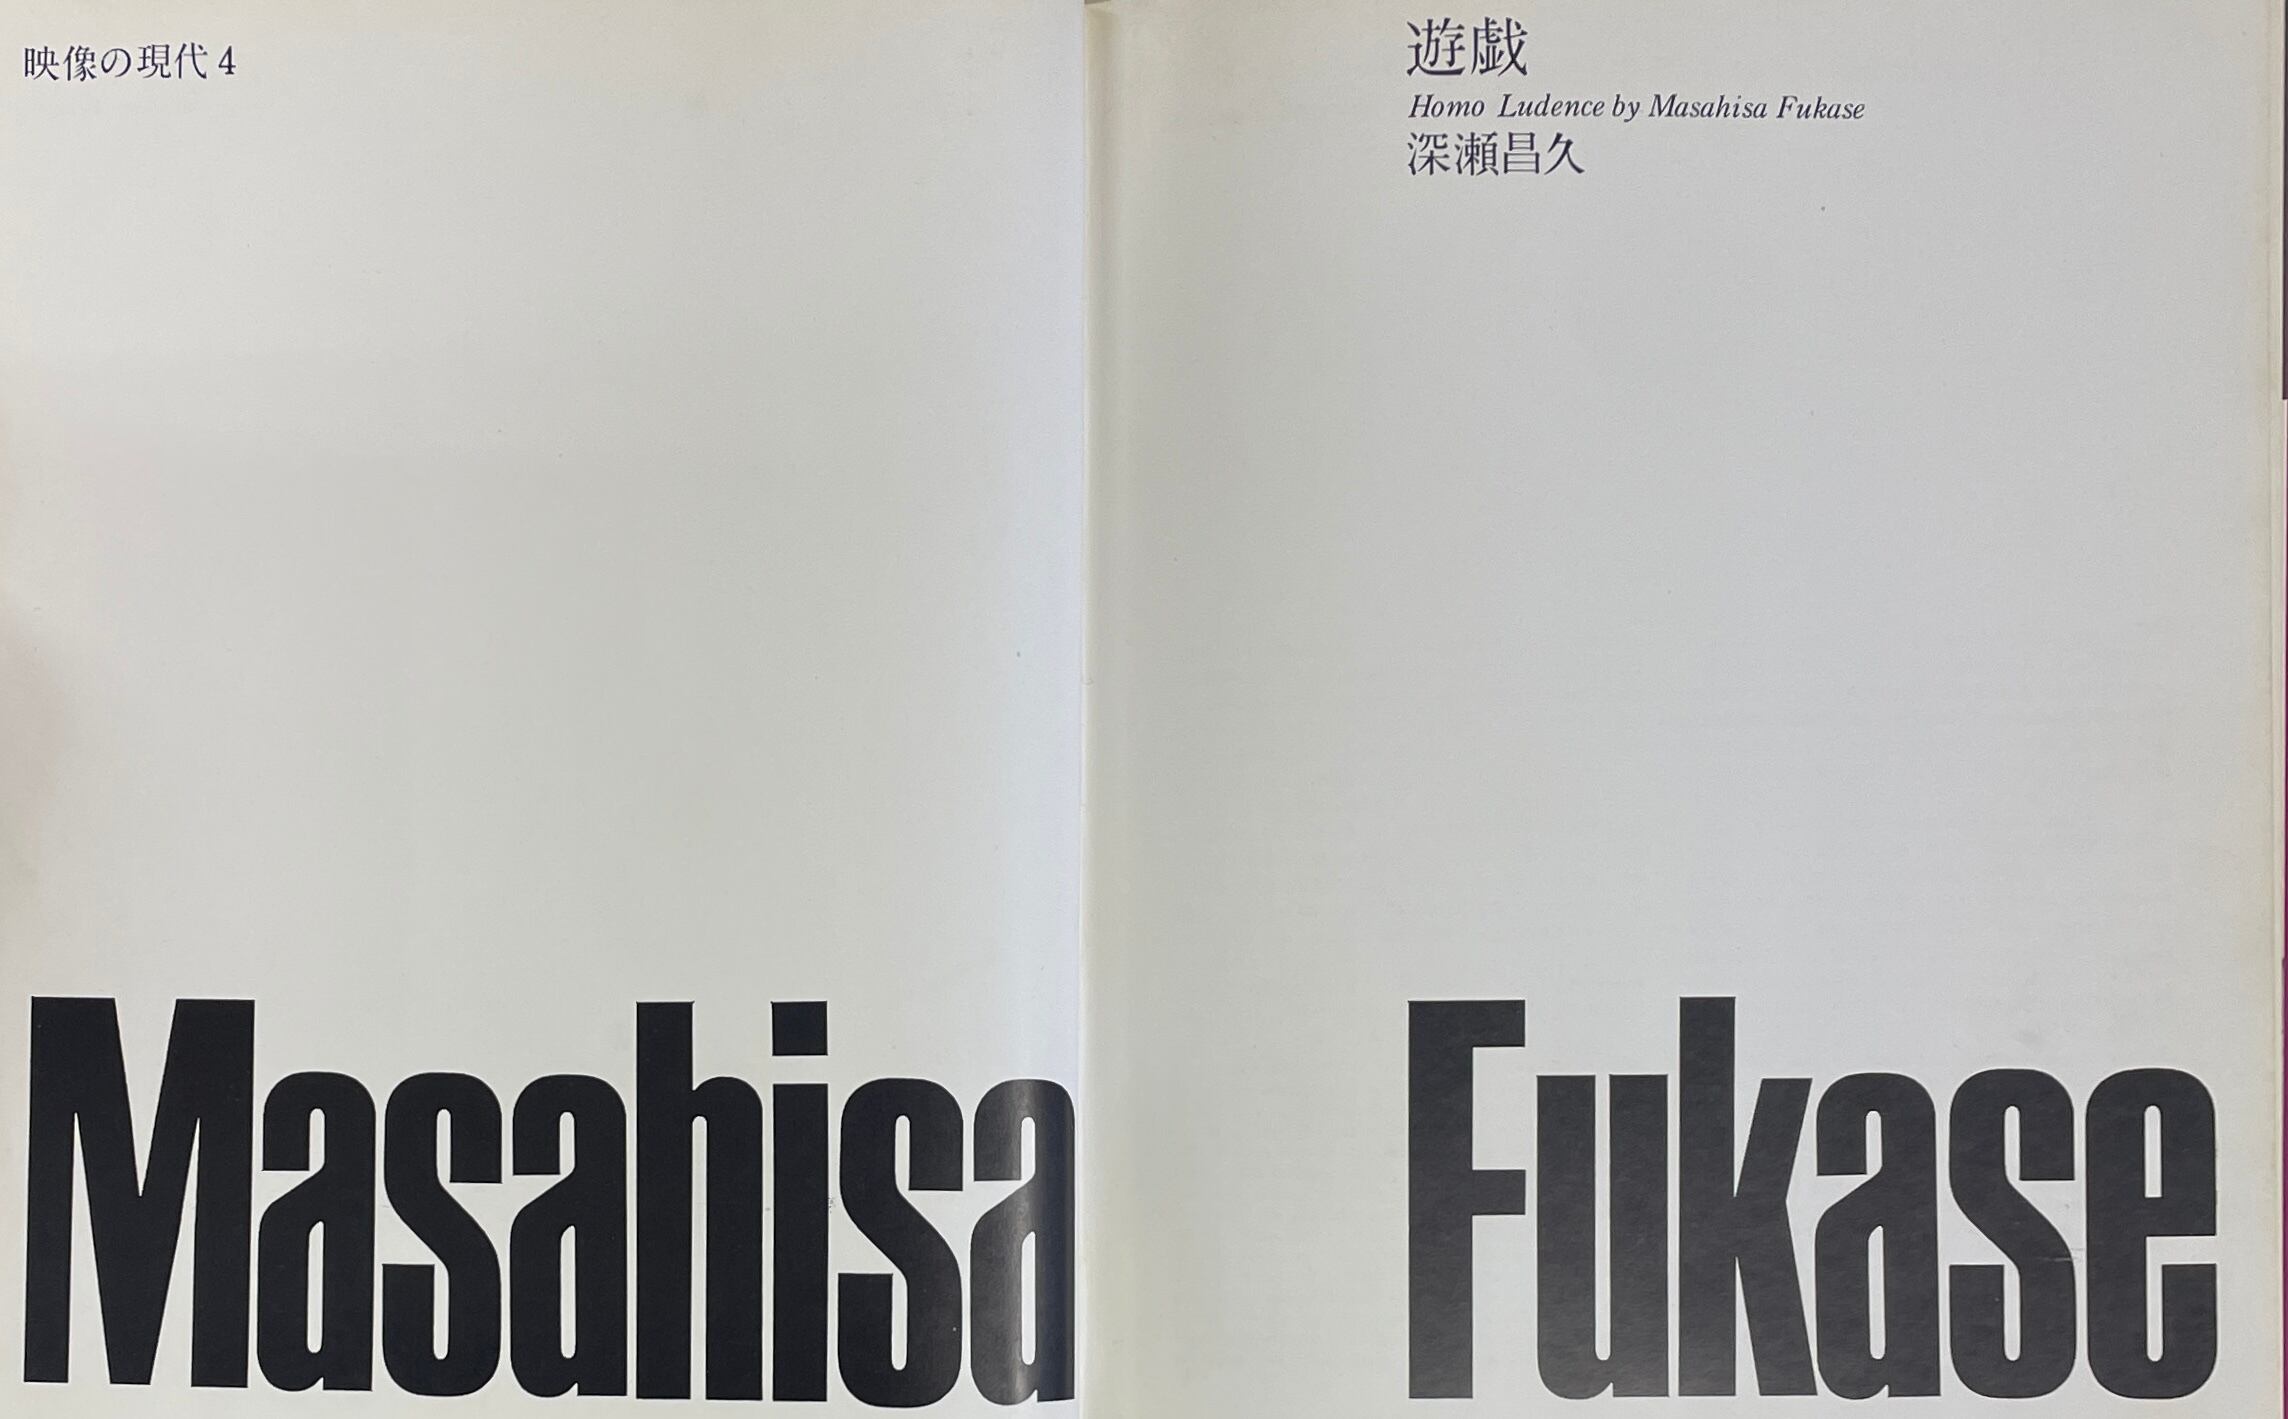 映像の現代4
遊戯
Homo Ludence by Masahisa Fukase
深瀬昌久
Masahisa Fukase